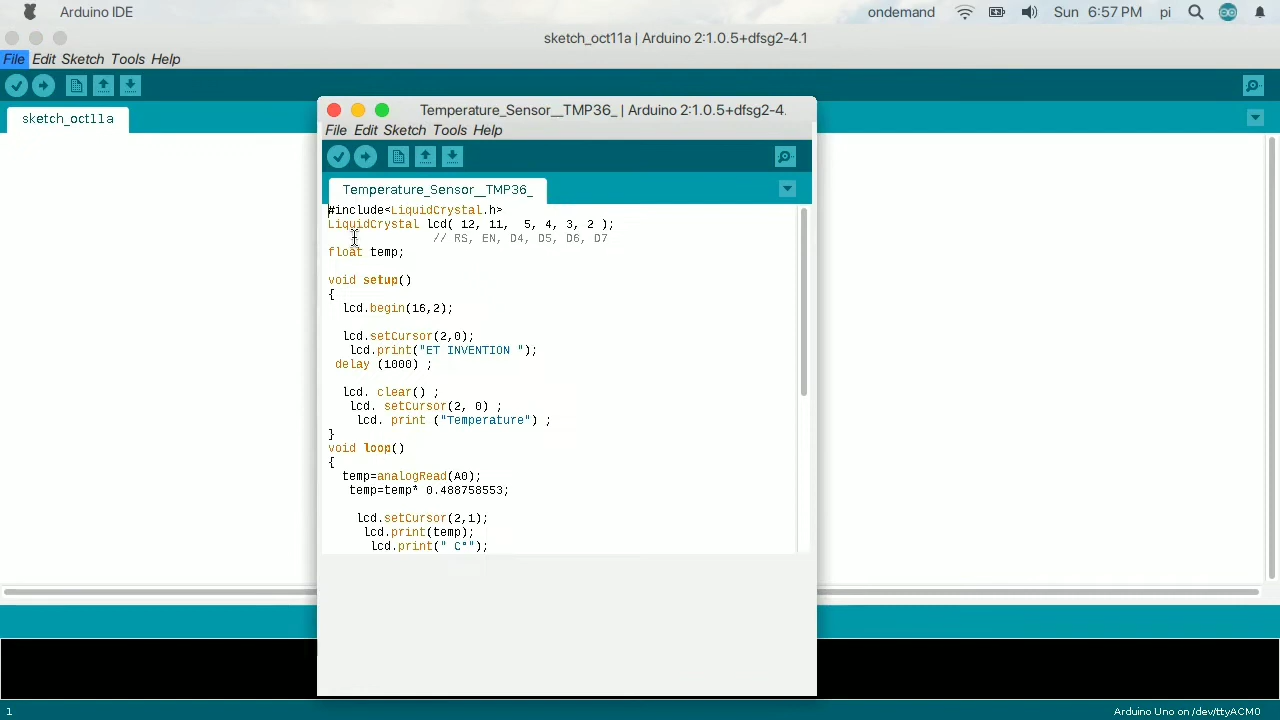 Arduino IDE ondemand Sun 6:57 PM pi
sketch_oct11a | Arduino 2:1.0.5+dfsg2-4.1
File Edit Sketch Tools Help
sketch_oct11a
Temperature_Sensor__TMP36_ | Arduino 2:1.0.5+dfsg2-4.
File Edit Sketch Tools Help
Temperature_Sensor__TMP36_
#include<LiquidCrystal.h>
LiquidCrystal lcd( 12, 11,  5, 4, 3, 2 );
// RS, EN, D4, D5, D6, D7
float temp;
void setup()
{
lcd.begin(16,2);
lcd.setCursor(2,0);
lcd.print("ET INVENTION ");
delay (1000) ;
lcd. clear() ;
lcd. setCursor(2, 0) ;
lcd. print ("Temperature") ;
}
void loop()
{
temp=analogRead(A0);
temp=temp* 0.488758553;
lcd.setCursor(2,1);
lcd.print(temp);
lcd.print(" C°");
1 Arduino Uno on /dev/ttyACM0